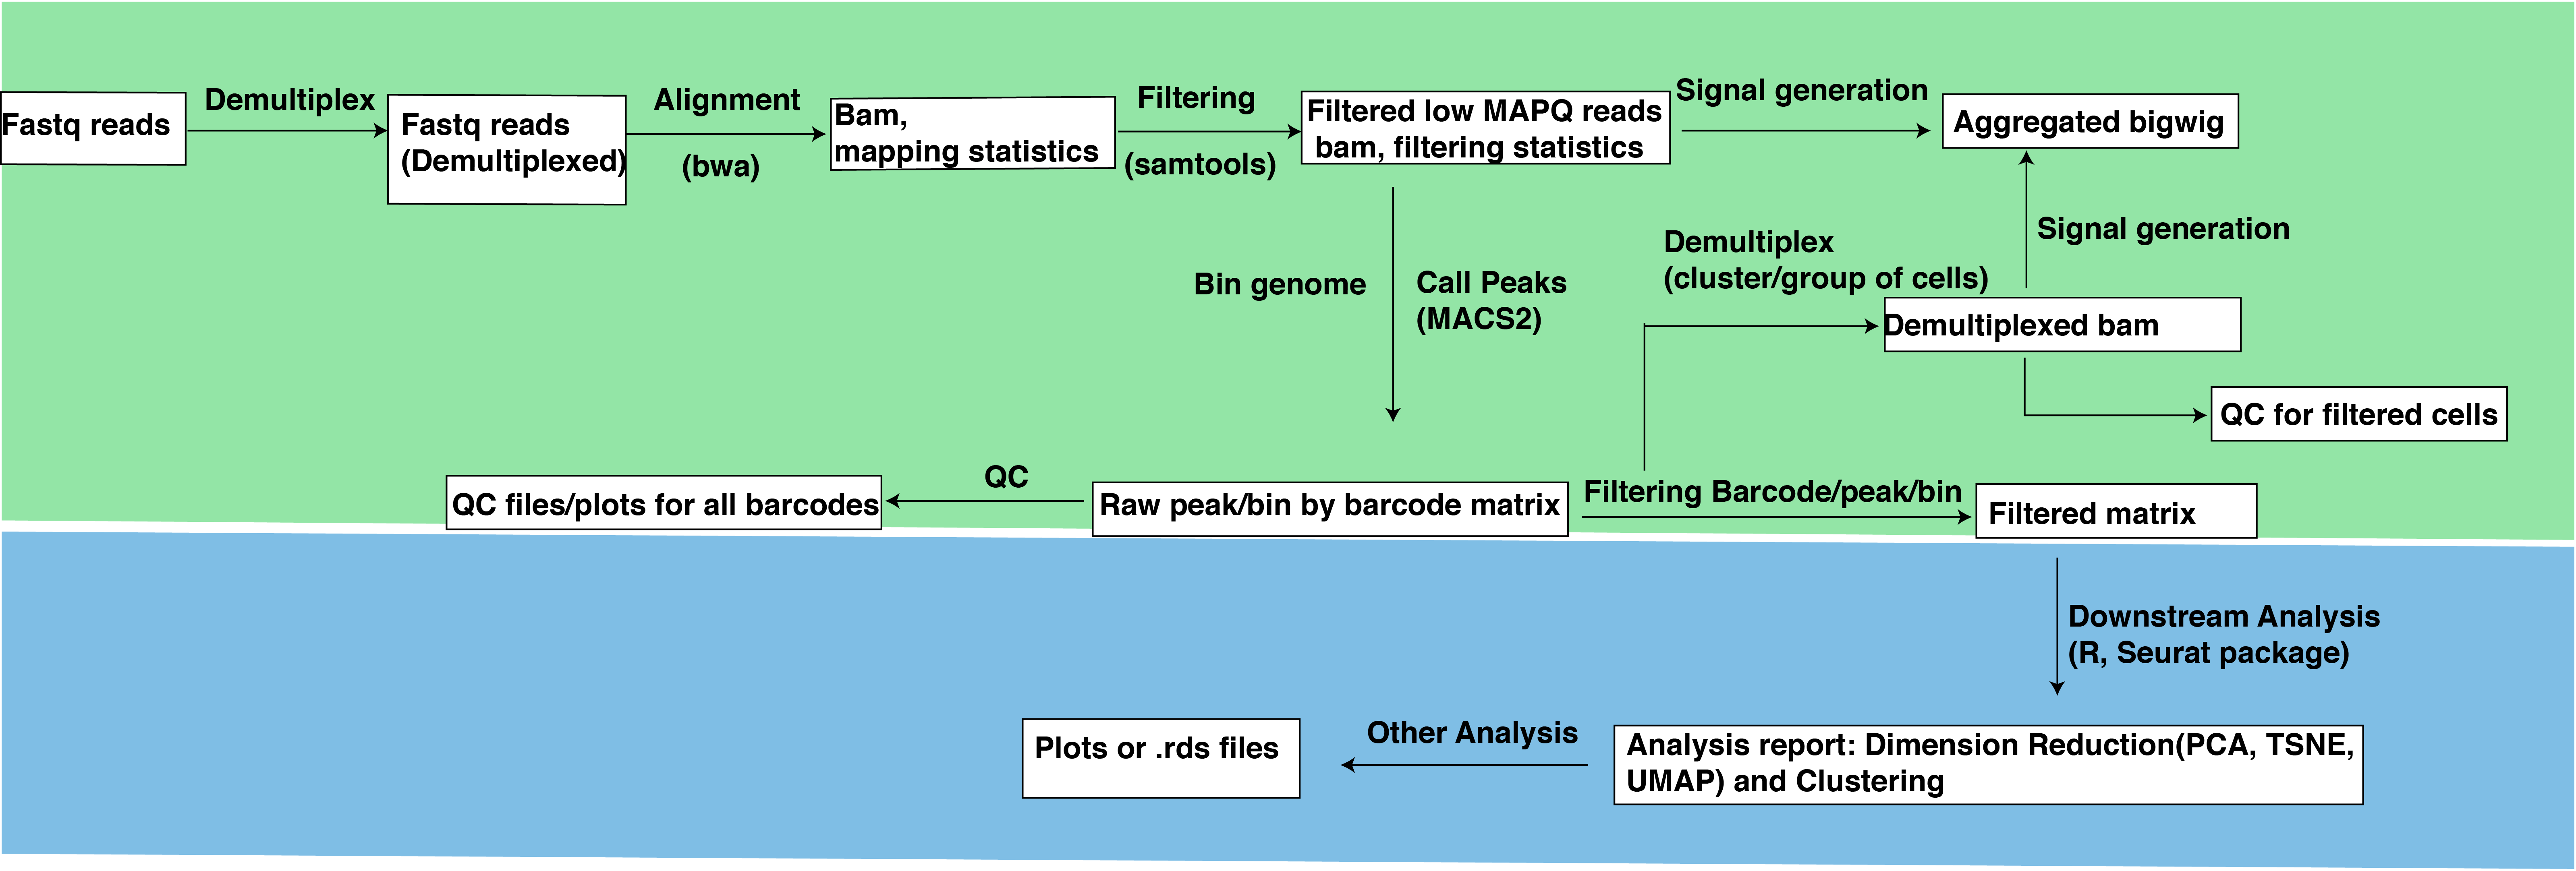 Fastq reads
Demultiplex
Fastq reads
(Demultiplexed)
Alignment
(bwa)
Bam,
mapping statistics
Filtering
(samtools)
Filtered low MAPQ reads
bam, filtering statistics
Signal generation
Aggregated bigwig
Signal generation
Demultiplex
(cluster/group of cells)
Bin genome
Call Peaks
(MACS2)
Demultiplexed bam
QC for filtered cells
QC files/plots for all barcodes
QC
Raw peak/bin by barcode matrix
Filtering Barcode/peak/bin
Filtered matrix
Downstream Analysis
(R, Seurat package)
Plots or .rds files
Other Analysis
Analysis report: Dimension Reduction(PCA, TSNE,
UMAP) and Clustering